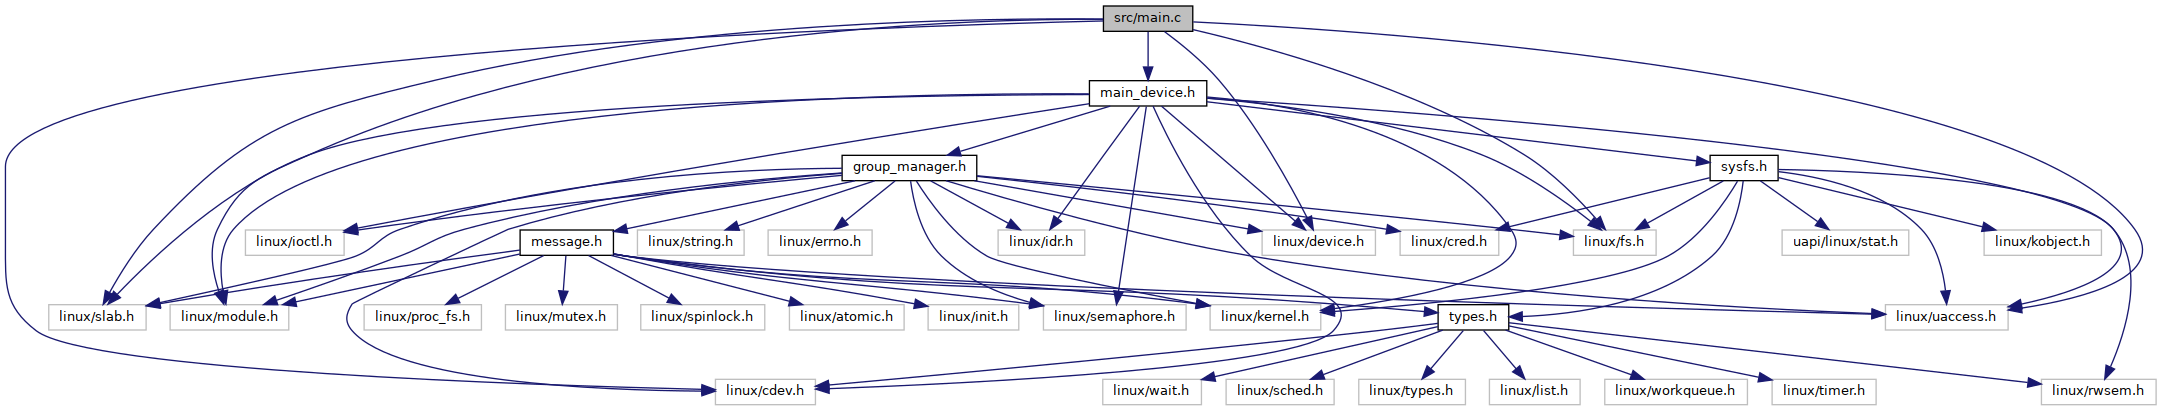 src/main.c
main_device.h
group_manager.h
sysfs.h
linux/ioctl.h
message.h
linux/string.h
linux/errno.h
linux/idr.h
linux/device.h
linux/cred.h
linux/fs.h
uapi/linux/stat.h
linux/kobject.h
linux/slab.h
linux/module.h
linux/proc_fs.h
linux/mutex.h
linux/spinlock.h
linux/atomic.h
linux/init.h
linux/semaphore.h
linux/kernel.h
types.h
linux/uaccess.h
linux/cdev.h
linux/wait.h
linux/sched.h
linux/types.h
linux/list.h
linux/workqueue.h
linux/timer.h
linux/rwsem.h